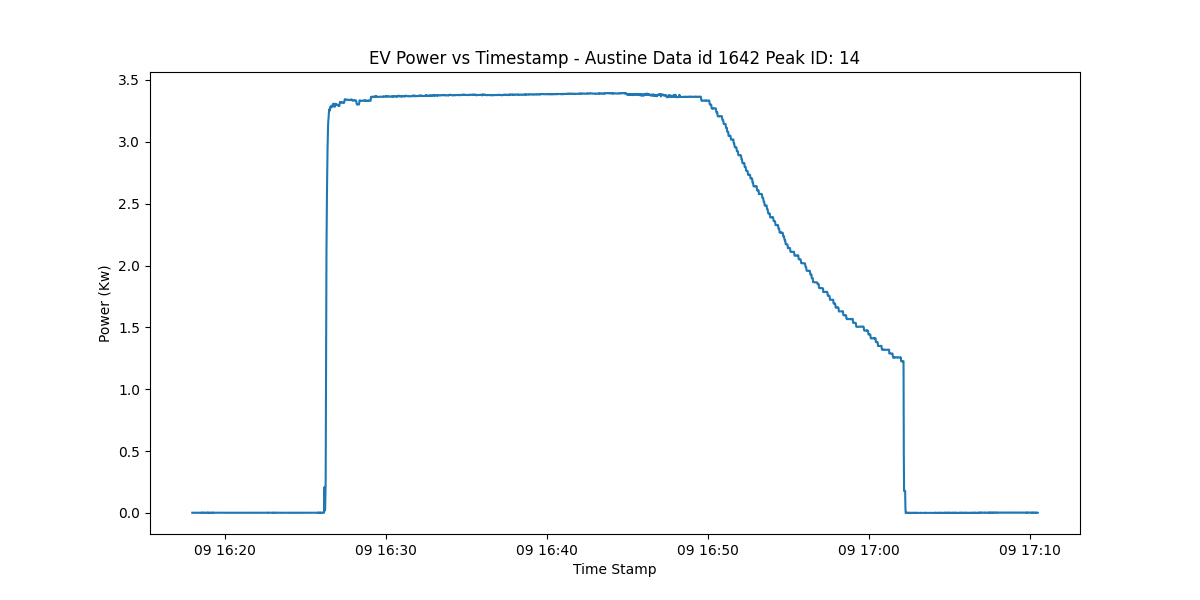 EV Power vs Timestamp - Austine Data id 1642 Peak ID: 14
3.5
3.0
2.5
2.0
1.5
1.0
0.5
0.0
Power (Kw)
09 16:20 09 16:30 09 16:40 09 16:50 09 17:00 09 17:10
Time Stamp